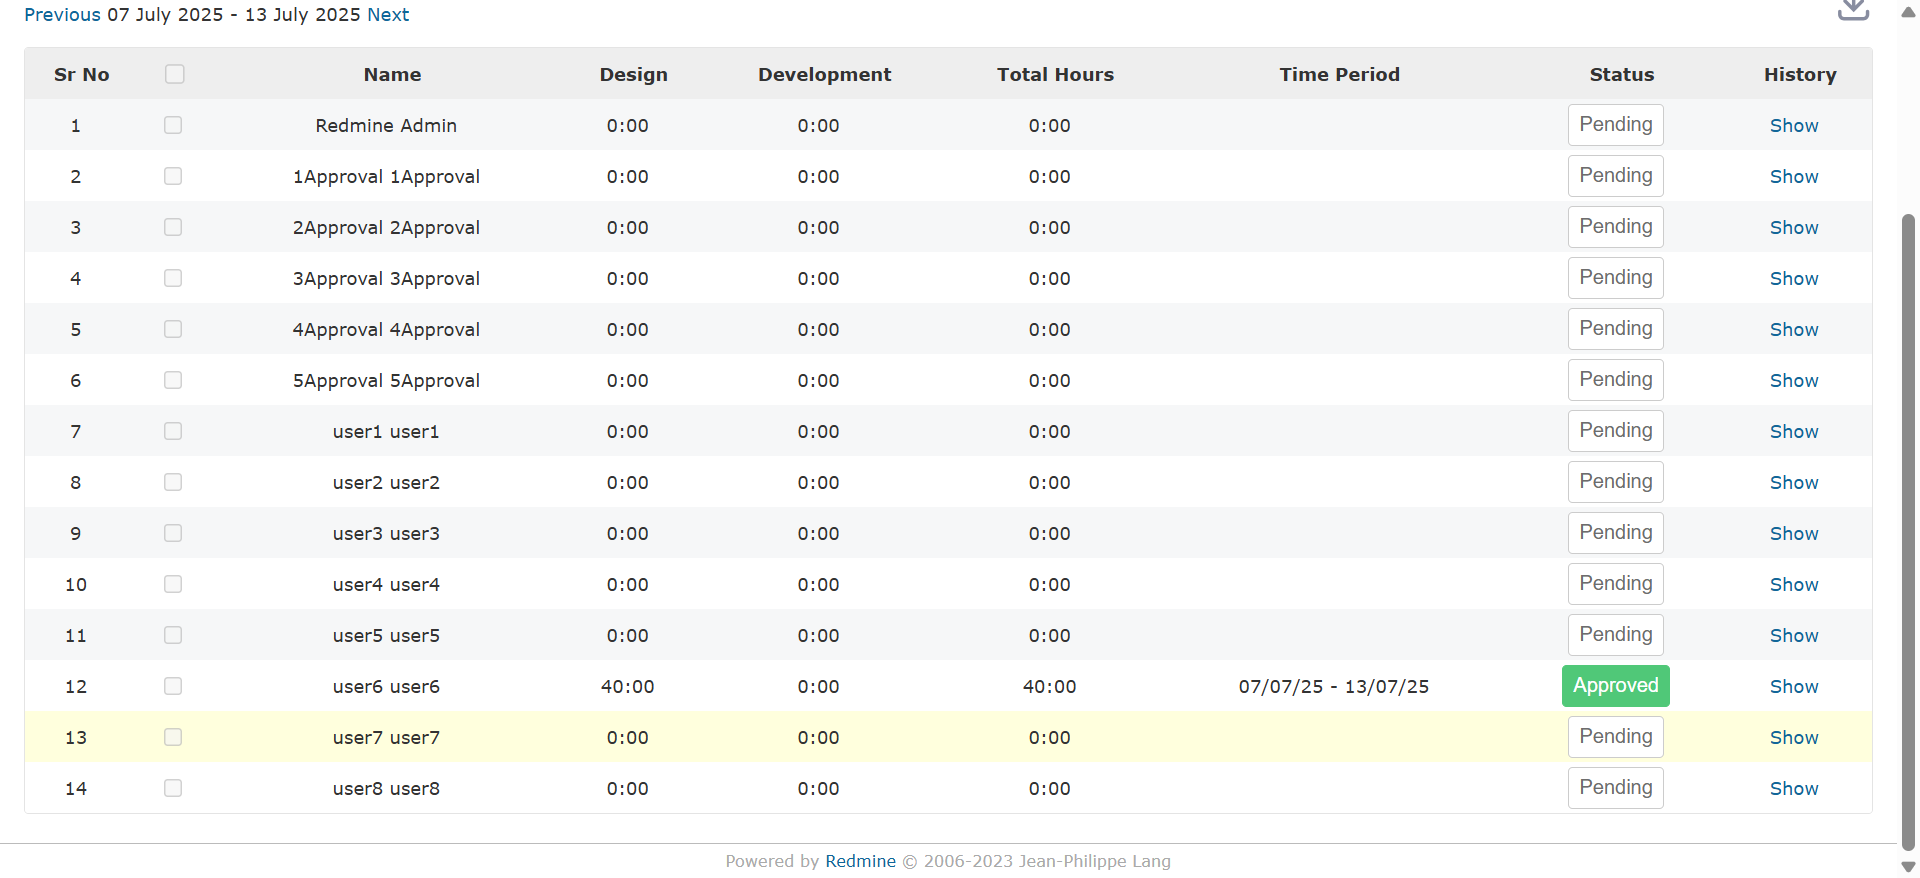 Previous 07 July 2025 - 13 July 2025 Next
Sr No Name Design Development Total Hours Time Period Status History
1 Redmine Admin 0:00 0:00 0:00 Pending Show
2 1Approval 1Approval 0:00 0:00 0:00 Pending Show
3 2Approval 2Approval 0:00 0:00 0:00 Pending Show
4 3Approval 3Approval 0:00 0:00 0:00 Pending Show
5 4Approval 4Approval 0:00 0:00 0:00 Pending Show
6 5Approval 5Approval 0:00 0:00 0:00 Pending Show
7 user1 user1 0:00 0:00 0:00 Pending Show
8 user2 user2 0:00 0:00 0:00 Pending Show
9 user3 user3 0:00 0:00 0:00 Pending Show
10 user4 user4 0:00 0:00 0:00 Pending Show
11 user5 user5 0:00 0:00 0:00 Pending Show
12 user6 user6 40:00 0:00 40:00 07/07/25 - 13/07/25 Approved Show
13 user7 user7 0:00 0:00 0:00 Pending Show
14 user8 user8 0:00 0:00 0:00 Pending Show
Powered by Redmine © 2006-2023 Jean-Philippe Lang